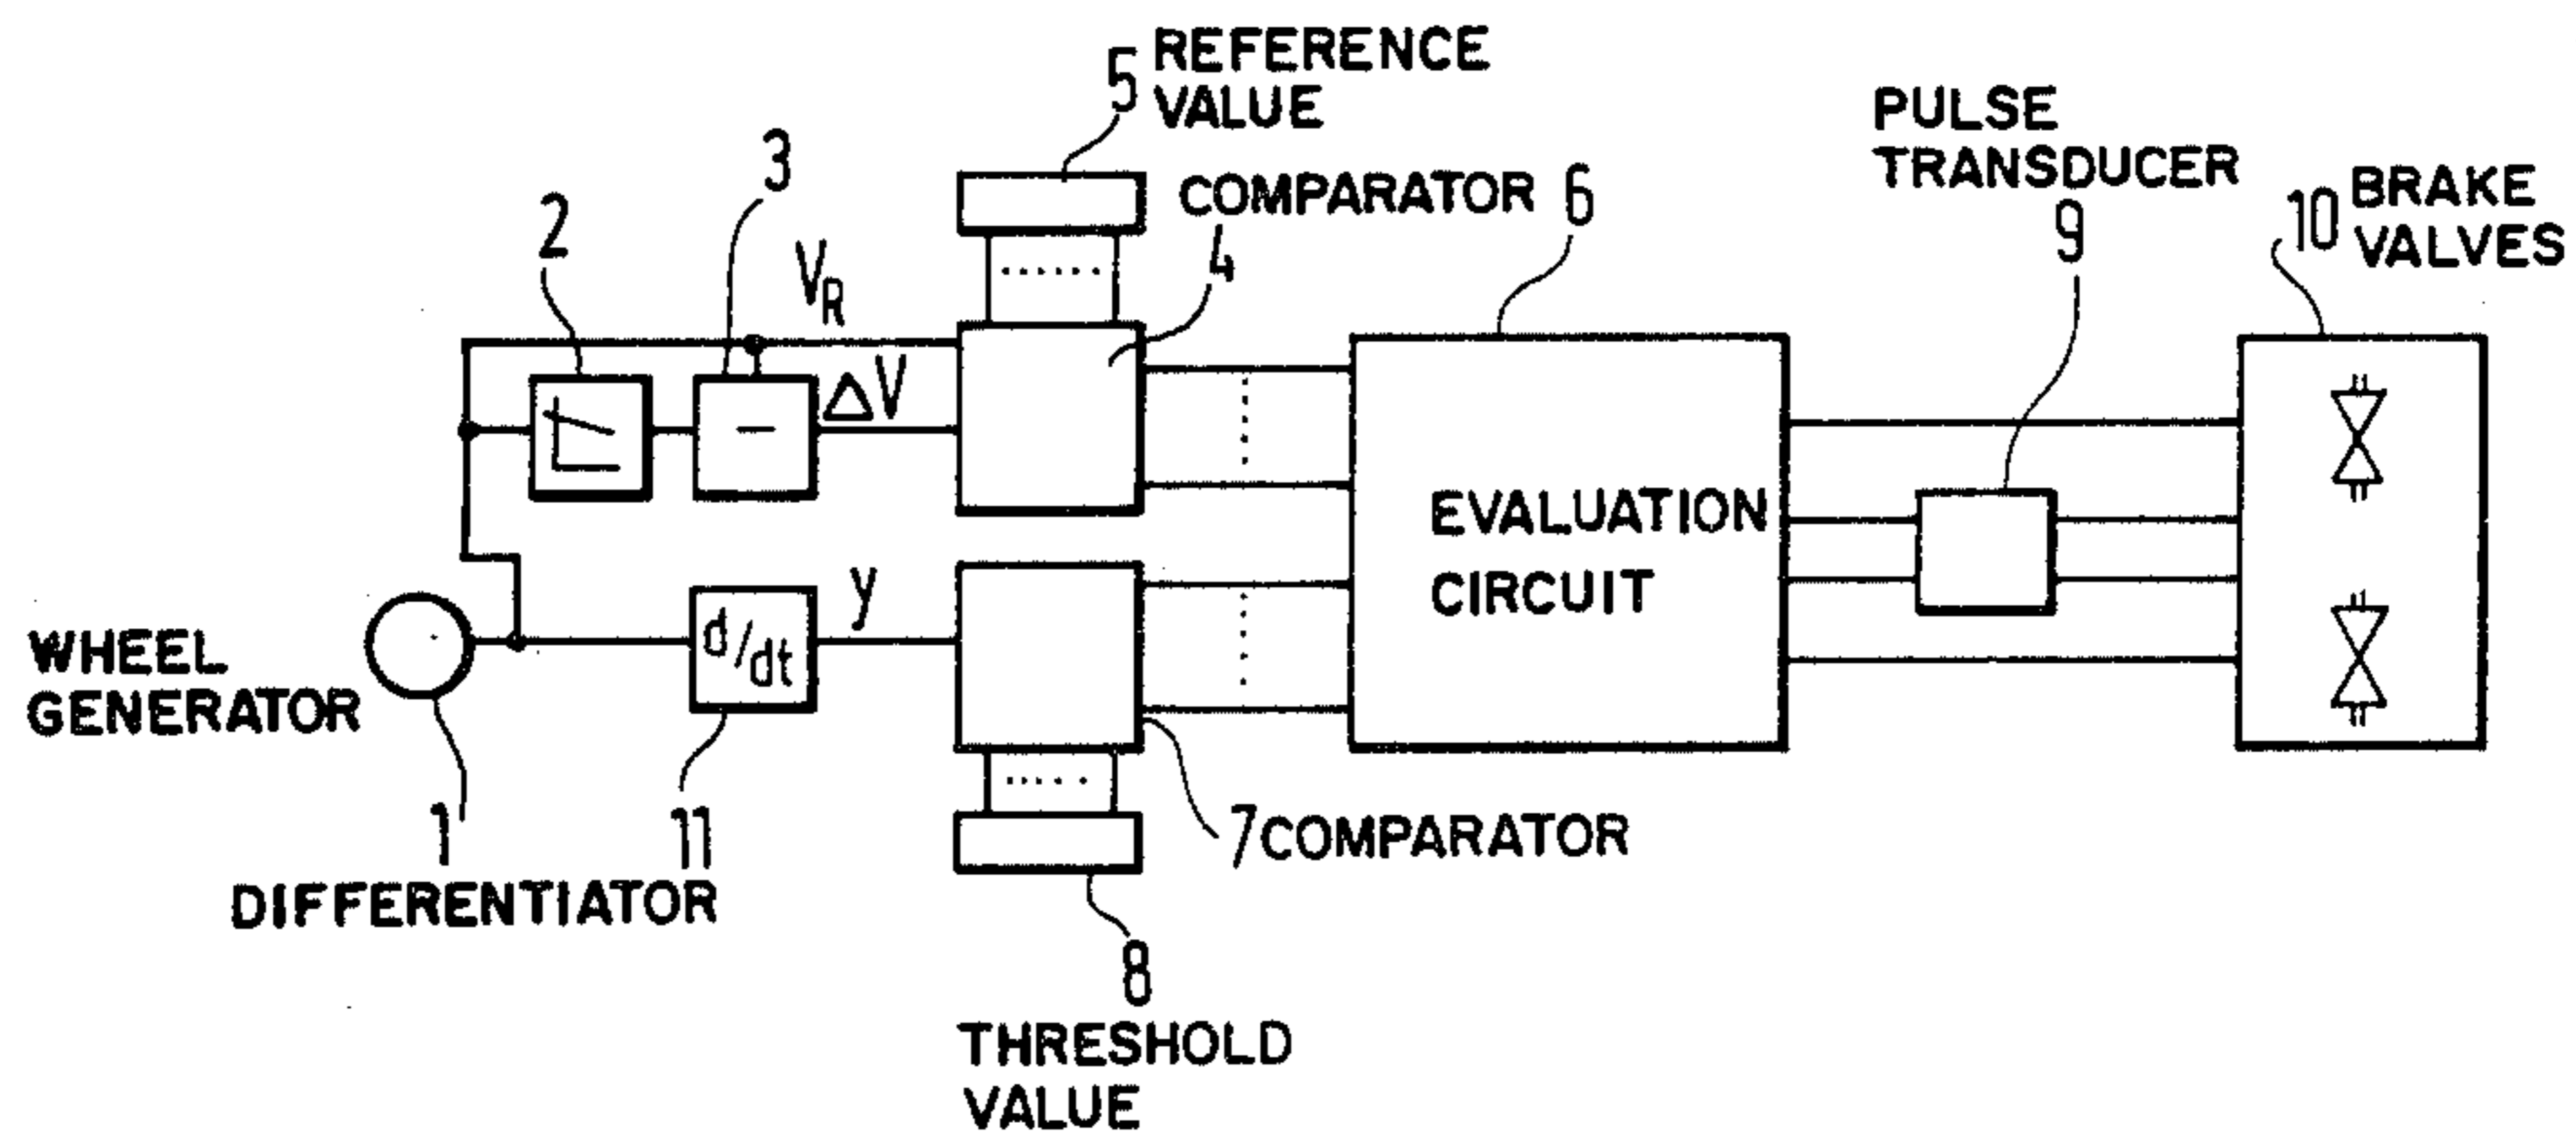 5 REFERENCE
VALUE
PULSE
TRANSDUCER
9
10 BRAKE
VALVES
3
2
V_R
COMPARATOR
4
6
ΔV
EVALUATION
CIRCUIT
WHEEL
GENERATOR
d/dt
y
1
11
DIFFERENTIATOR
7 COMPARATOR
8
THRESHOLD
VALUE